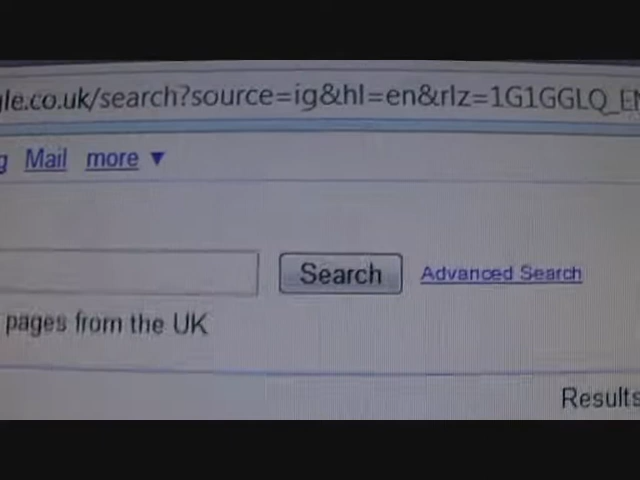 gle.co.uk/search?source=ig&hl=en&rlz=1G1GGLQ_EN
g Mail more ▼
Search Advanced Search
pages from the UK
Results